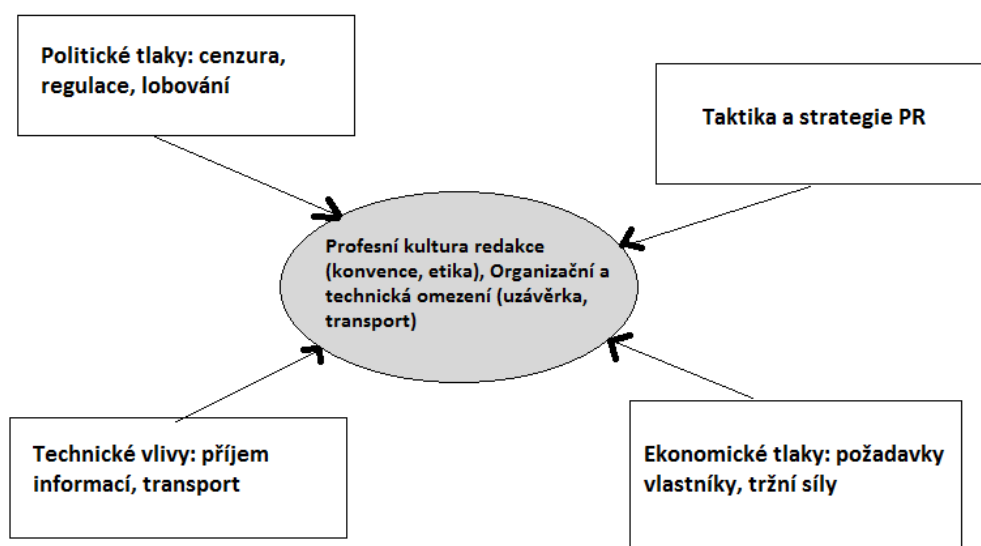 Politické tlaky: cenzura,
regulace, lobování
Taktika a strategie PR
Profesní kultura redakce
(konvence, etika), Organizační a
technická omezení (uzávěrka,
transport)
Technické vlivy: příjem
informací, transport
Ekonomické tlaky: požadavky
vlastníky, tržní síly